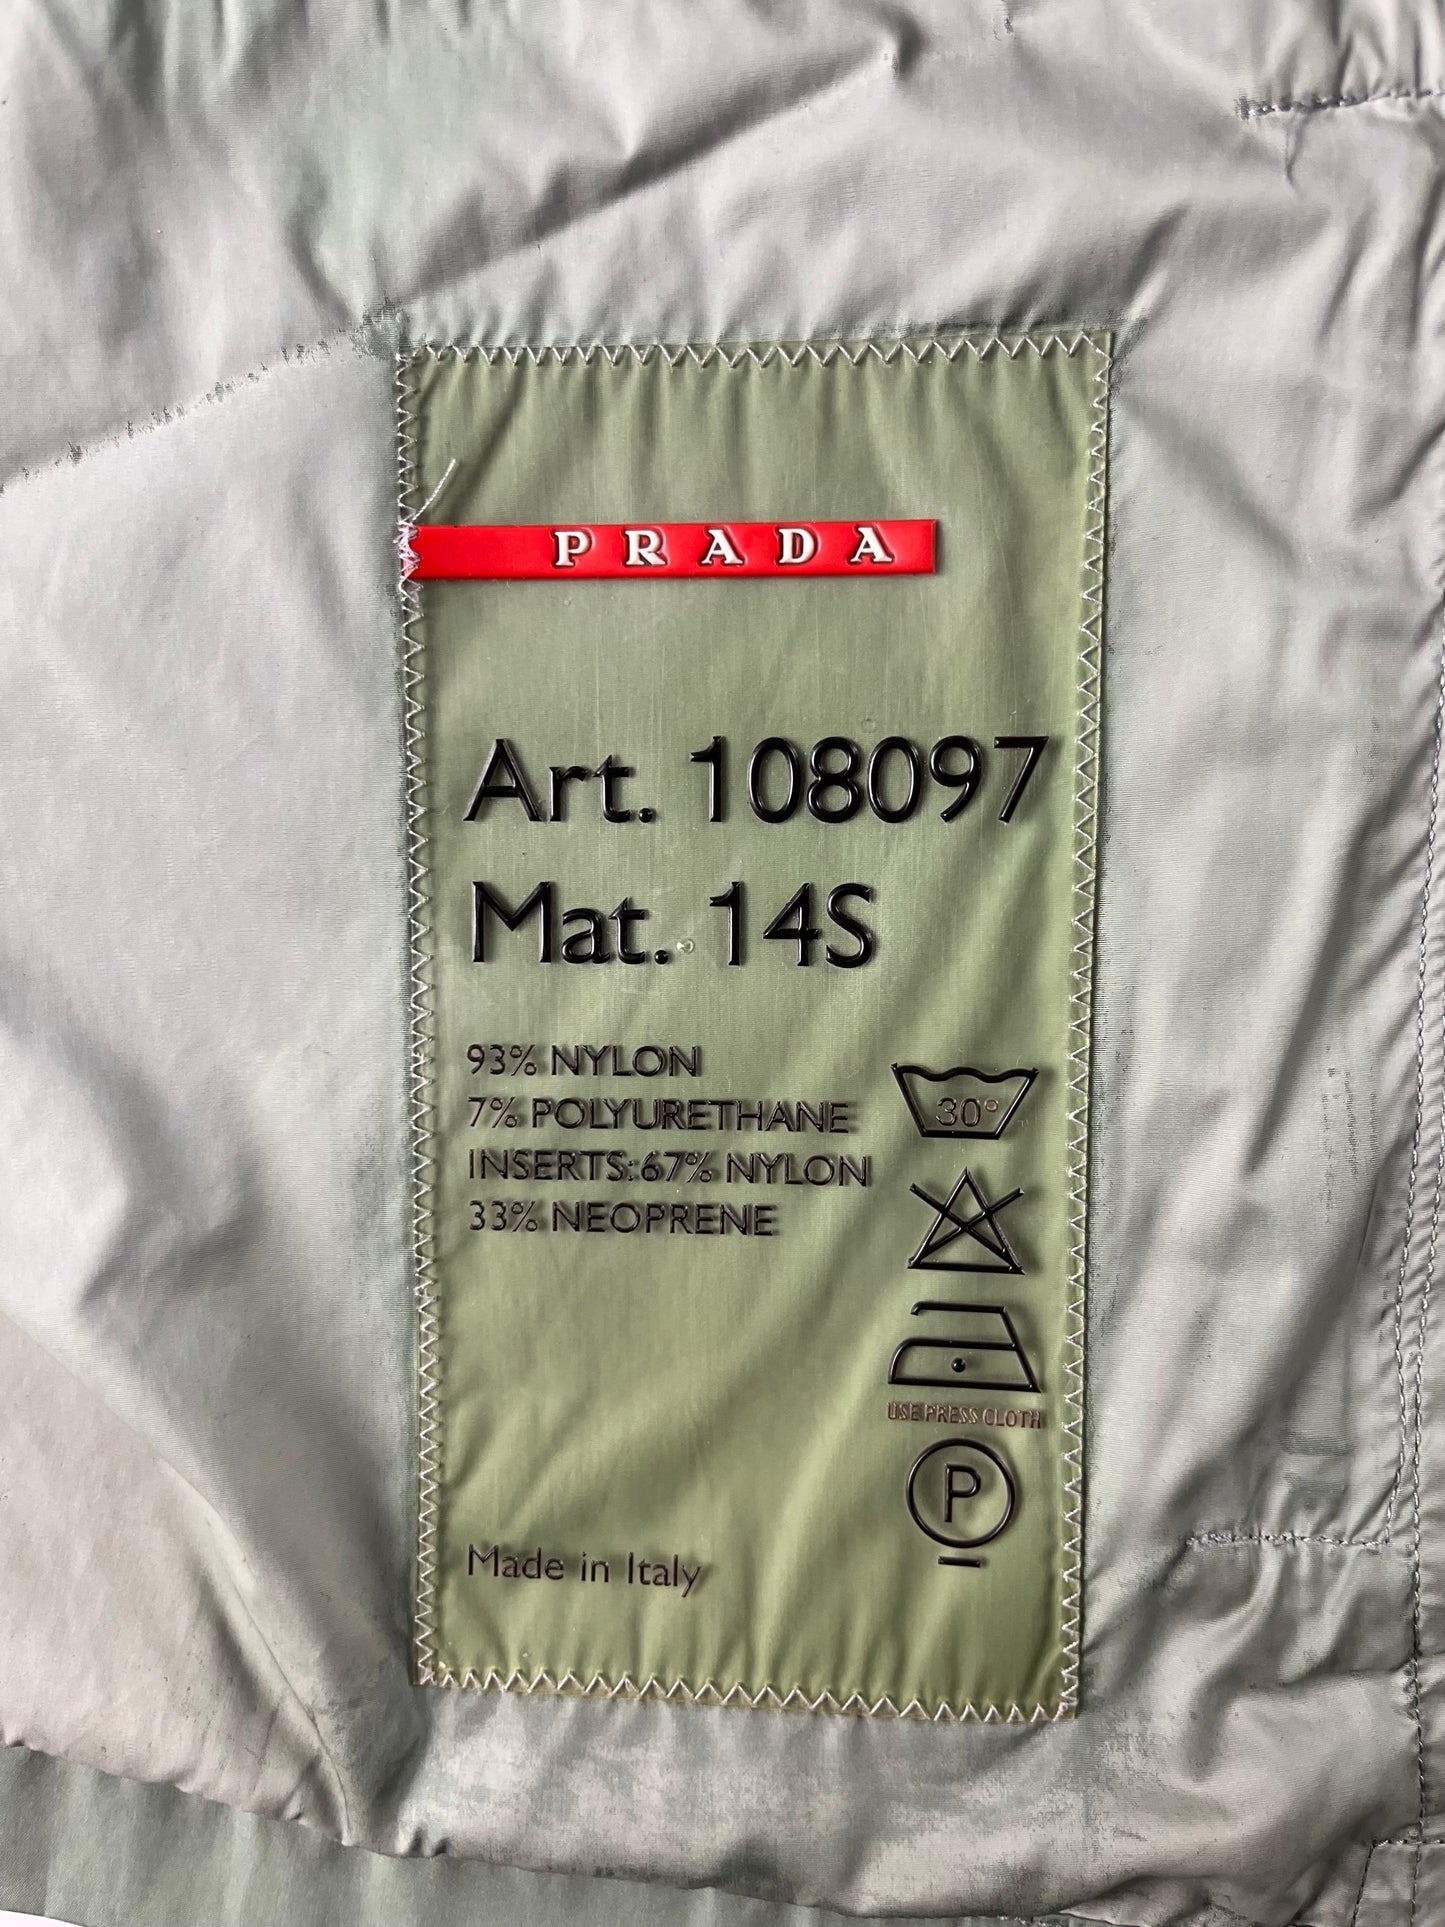 PRADA
Art. 108097
Mat. 14S
93% NYLON
7% POLYURETHANE
INSERTS:67% NYLON
33% NEOPRENE
30°
USE PRESS CLOTH
P
Made in Italy